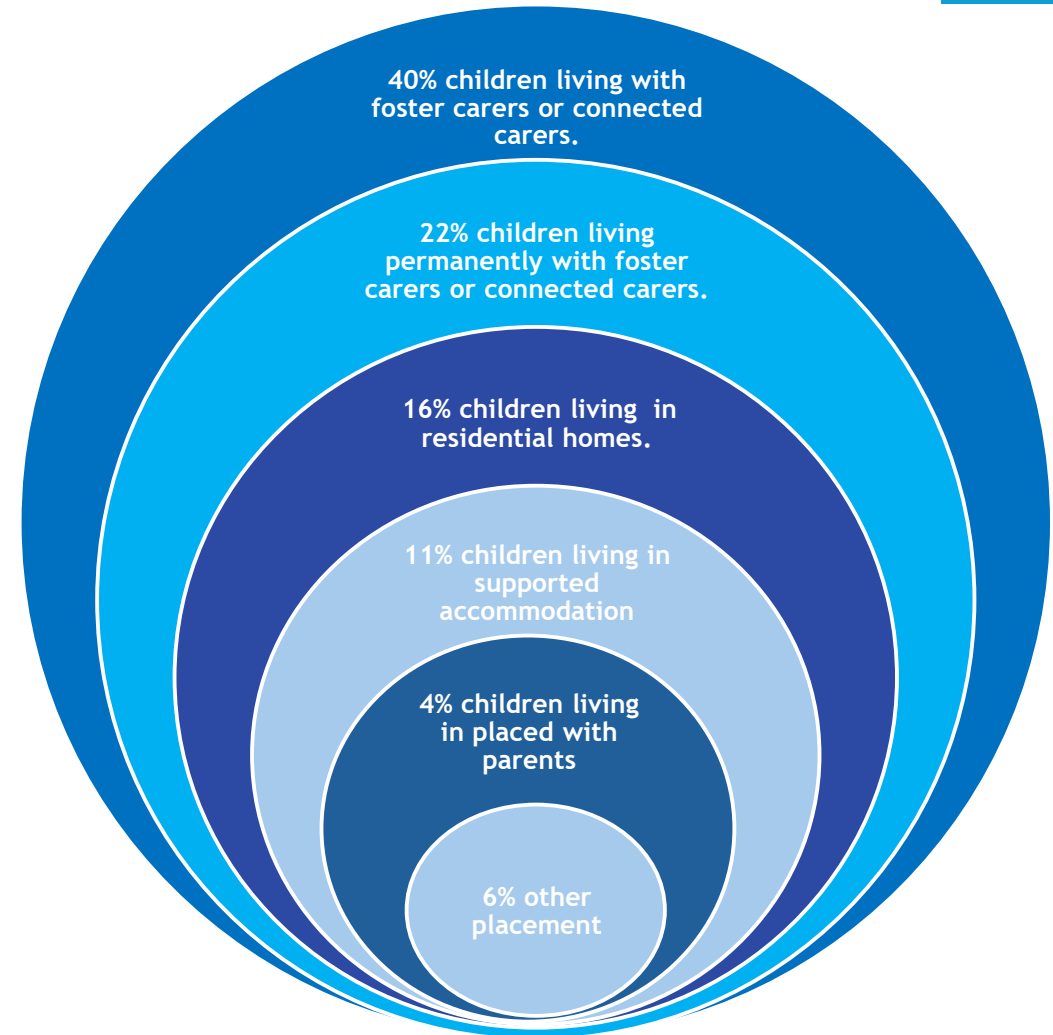 40% children living with
foster carers or connected
carers.
22% children living
permanently with foster
carers or connected carers.
16% children living  in
residential homes.
11% children living in
supported
accommodation
4% children living
in placed with
parents
6% other
placement